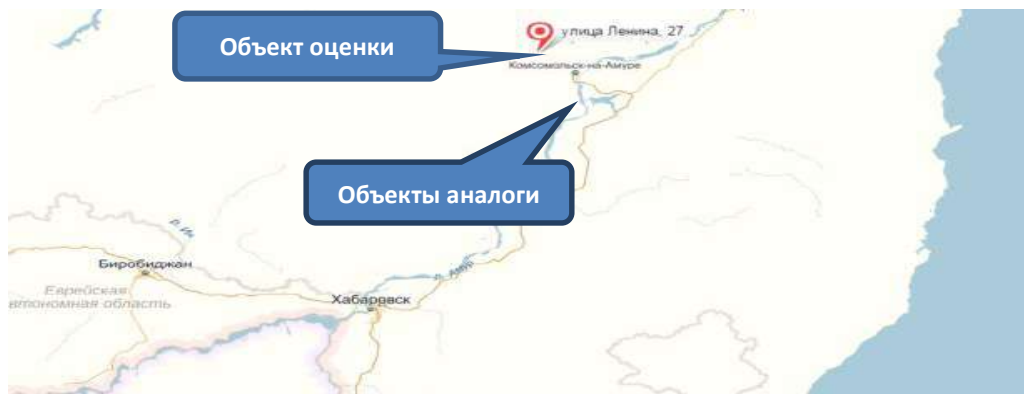 улица Ленина, 27
Объект оценки
Комсомольск-на-Амуре
Объекты аналоги
Биробиджан
р. Амур
Еврейская
автономная область
Хабаровск